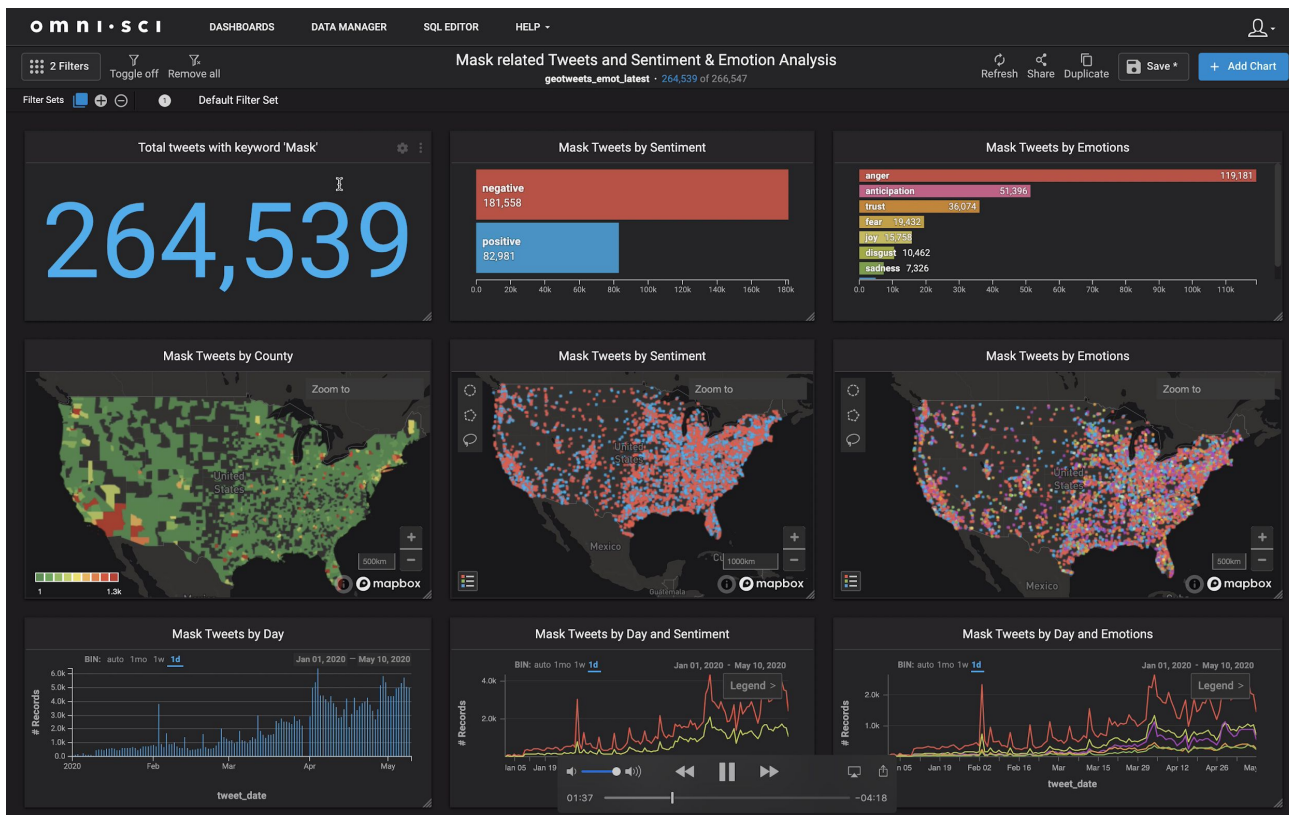 omni·sci DASHBOARDS DATA MANAGER SQL EDITOR HELP
2 Filters Toggle off Remove all
Mask related Tweets and Sentiment & Emotion Analysis
geotweets_emot_latest · 264,539 of 266,547
Refresh Share Duplicate Save * + Add Chart
Filter Sets 1 Default Filter Set
Total tweets with keyword 'Mask'
264,539
Mask Tweets by Sentiment
negative
181,558
positive
82,981
0.0 20k 40k 60k 80k 100k 120k 140k 160k 180k
Mask Tweets by Emotions
anger 119,181
anticipation 51,396
trust 36,074
fear 19,432
joy 15,758
disgust 10,462
sadness 7,326
0.0 10k 20k 30k 40k 50k 60k 70k 80k 90k 100k 110k
Mask Tweets by County
Zoom to
United States
500km
mapbox
1 1.3k
Mask Tweets by Sentiment
Zoom to
United States
Mexico
1000km
Guatemala
mapbox
Mask Tweets by Emotions
Zoom to
United States
Mexico
500km
mapbox
Mask Tweets by Day
BIN: auto 1mo 1w 1d Jan 01, 2020 – May 10, 2020
6.0k
5.0k
4.0k
3.0k
2.0k
1.0k
0.0
# Records
2020 Feb Mar Apr May
tweet_date
Mask Tweets by Day and Sentiment
BIN: auto 1mo 1w 1d Jan 01, 2020 - May 10, 2020
Legend >
4.0k
2.0k
# Records
Jan 05 Jan 19
Mask Tweets by Day and Emotions
BIN: auto 1mo 1w 1d Jan 01, 2020 - May 10, 2020
Legend >
2.0k
1.0k
# Records
n 05 Jan 19 Feb 02 Feb 16 Mar Mar 15 Mar 29 Apr 12 Apr 26 May
tweet_date
01:37 −04:18